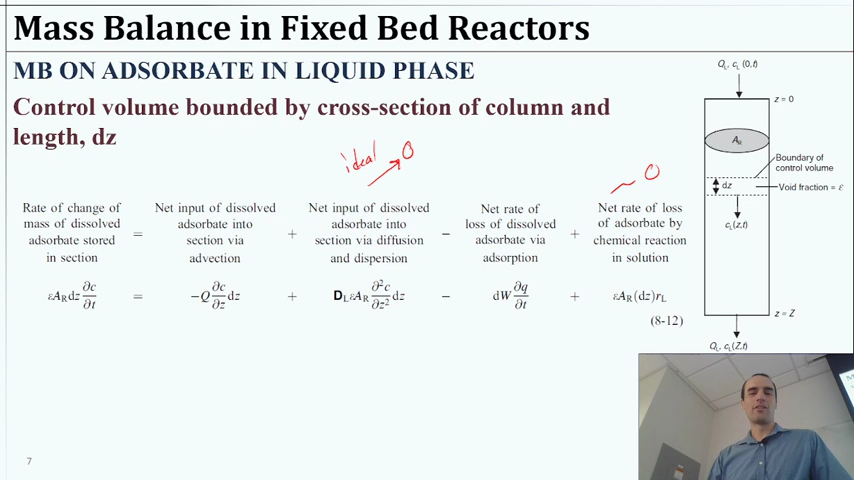 Mass Balance in Fixed Bed Reactors
MB ON ADSORBATE IN LIQUID PHASE
Control volume bounded by cross-section of column and
length, dz
ideal → 0
~ 0
Rate of change of
mass of dissolved
adsorbate stored
in section
=
Net input of dissolved
adsorbate into
section via
advection
+
Net input of dissolved
adsorbate into
section via diffusion
and dispersion
−
Net rate of
loss of dissolved
adsorbate via
adsorption
+
Net rate of loss
of adsorbate by
chemical reaction
in solution
εA_R dz ∂c/∂t = −Q ∂c/∂z dz + D_L εA_R ∂²c/∂z² dz − dW ∂q/∂t + εA_R (dz) r_L
(8-12)
Q_L, c_L (0,t)
z = 0
A_R
Boundary of
control volume
dz
Void fraction = ε
c_L(z,t)
z = Z
Q_L, c_L(Z,t)
7